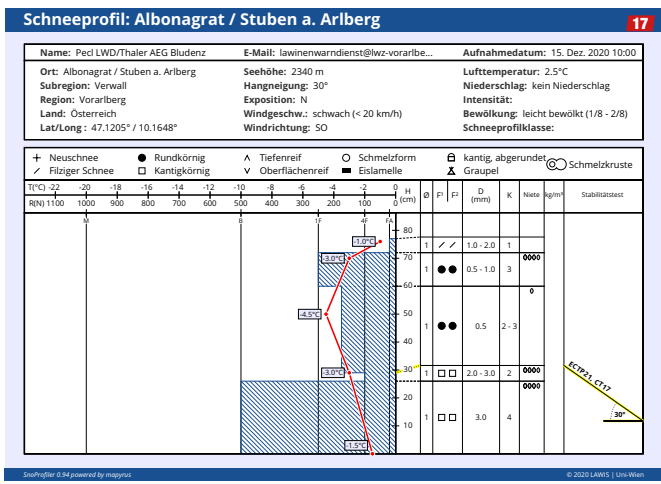 Schneeprofil: Albonagrat / Stuben a. Arlberg
17
Name: Pecl LWD/Thaler AEG Bludenz E-Mail: lawinenwarndienst@lwz-vorarlbe... Aufnahmedatum: 15. Dez. 2020 10:00
Ort: Albonagrat / Stuben a. Arlberg Seehöhe: 2340 m Lufttemperatur: 2.5°C
Subregion: Verwall Hangneigung: 30° Niederschlag: kein Niederschlag
Region: Vorarlberg Exposition: N Intensität:
Land: Österreich Windgeschw.: schwach (< 20 km/h) Bewölkung: leicht bewölkt (1/8 - 2/8)
Lat/Long : 47.1205° / 10.1648° Windrichtung: SO Schneeprofilklasse:
Neuschnee Rundkörnig Tiefenreif Schmelzform kantig, abgerundet Schmelzkruste
Filziger Schnee Kantigkörnig Oberflächenreif Eislamelle Graupel
T(°C) -22 -20 -18 -16 -14 -12 -10 -8 -6 -4 -2 0 H (cm) Ø F¹ F² D (mm) K Niete kg/m³ Stabilitätstest
R(N) 1100 1000 900 800 700 600 500 400 300 200 100 0
M B 1F 4F FA
80
-1.0°C 1 1.0 - 2.0 1
-3.0°C 70 1 0.5 - 1.0 3
60
50
-4.5°C 1 0.5 2 - 3
40
-3.0°C 30 1 2.0 - 3.0 2 ECTP21, CT17
20
1 3.0 4 30°
10
-1.5°C
SnoProfiler 0.94 powered by mapyrus © 2020 LAWIS | Uni-Wien